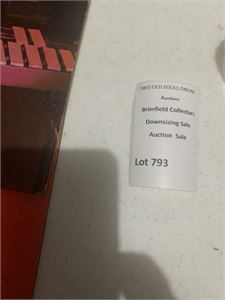 TWO OLD SOULS ONLINE
Auctions
Brimfield Collectors
Downsizing Sale
Auction Sale
Lot 793